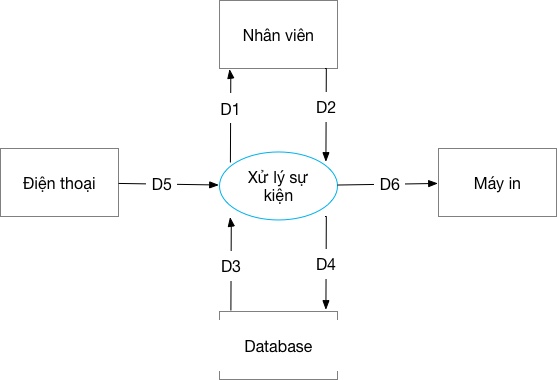 Nhân viên
D1
D2
Điện thoại
D5
Xử lý sự
kiện
D6
Máy in
D3
D4
Database